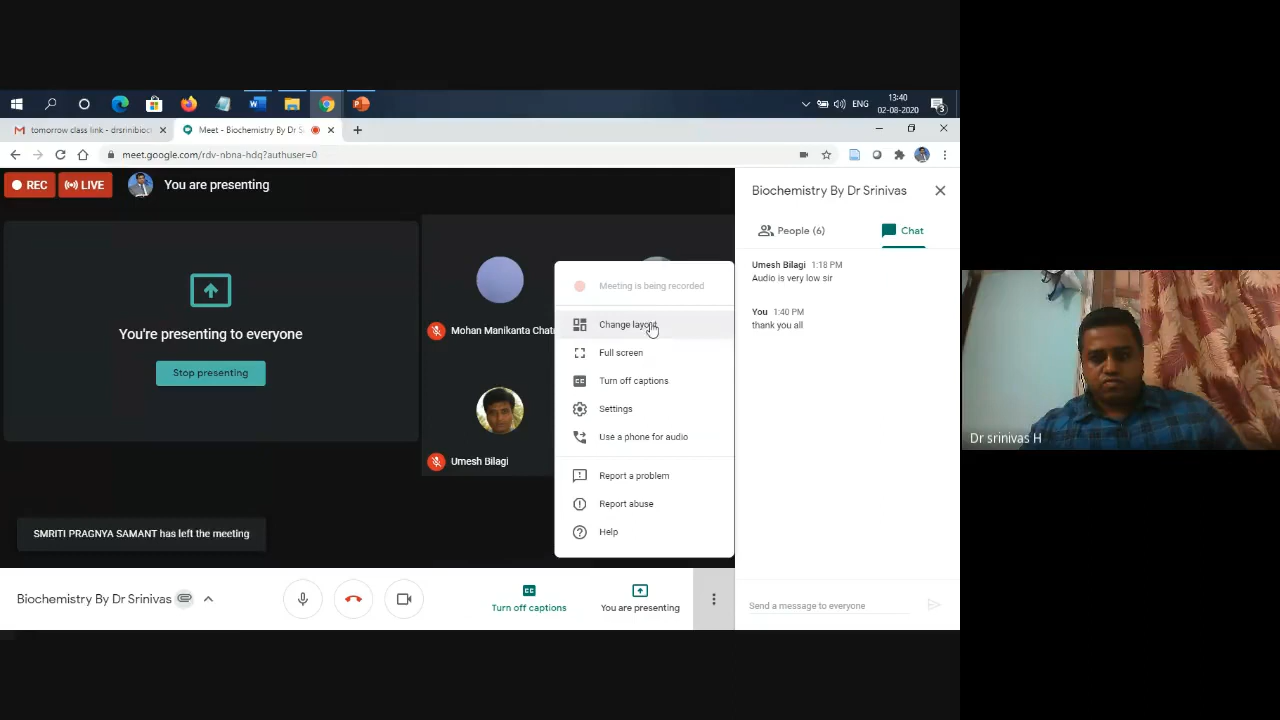 13:40
ENG
02-08-2020
3
tomorrow class link - drsrinibioc
Meet - Biochemistry By Dr S
meet.google.com/rdv-nbna-hdq?authuser=0
REC
LIVE
You are presenting
Biochemistry By Dr Srinivas
People (6)
Chat
Umesh Bilagi 1:18 PM
Audio is very low sir
You 1:40 PM
thank you all
You're presenting to everyone
Stop presenting
Mohan Manikanta Chat
Umesh Bilagi
Meeting is being recorded
Change layout
Full screen
Turn off captions
Settings
Use a phone for audio
Report a problem
Report abuse
Help
SMRITI PRAGNYA SAMANT has left the meeting
Biochemistry By Dr Srinivas
Turn off captions
You are presenting
Send a message to everyone
Dr srinivas H